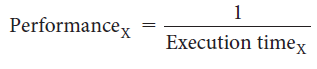 Performance_X = 1 / Execution time_X